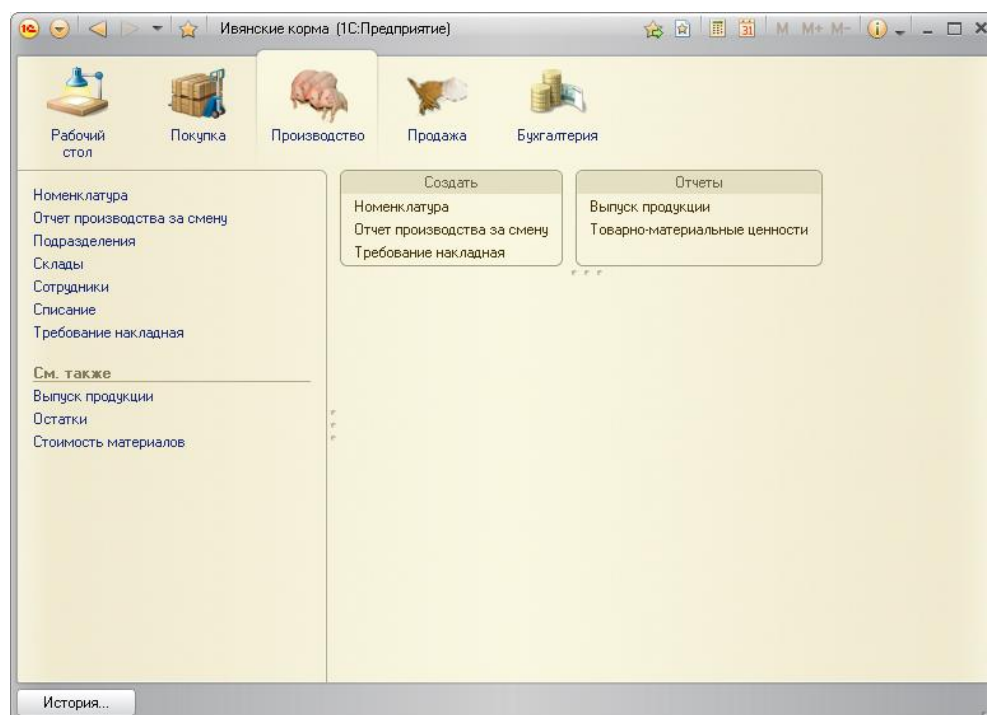 Ивянские корма (1С:Предприятие)
M M+ M-
31
Рабочий
стол
Покупка
Производство
Продажа
Бухгалтерия
Номенклатура
Отчет производства за смену
Подразделения
Склады
Сотрудники
Списание
Требование накладная
См. также
Выпуск продукции
Остатки
Стоимость материалов
Создать
Номенклатура
Отчет производства за смену
Требование накладная
Отчеты
Выпуск продукции
Товарно-материальные ценности
История...